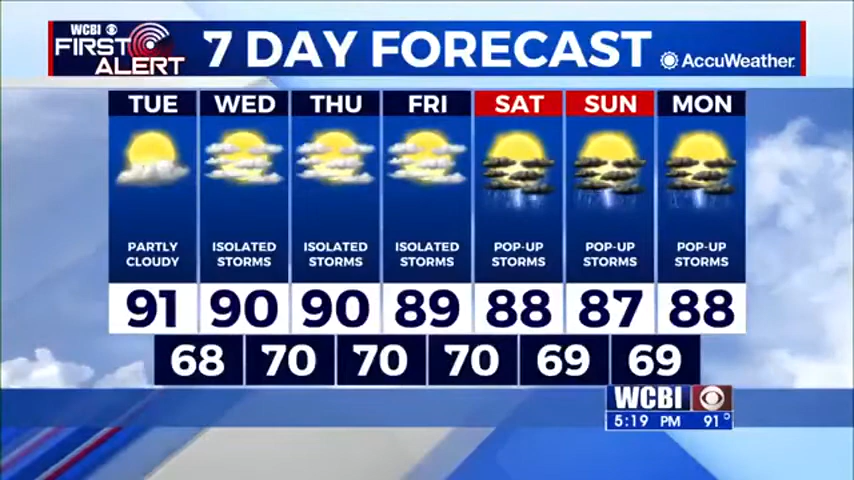 WCBI
FIRST
ALERT
7 DAY FORECAST
AccuWeather
TUE WED THU FRI SAT SUN MON
PARTLY CLOUDY
ISOLATED STORMS
ISOLATED STORMS
ISOLATED STORMS
POP-UP STORMS
POP-UP STORMS
POP-UP STORMS
91 90 90 89 88 87 88
68 70 70 70 69 69
WCBI
5:19 PM 91°